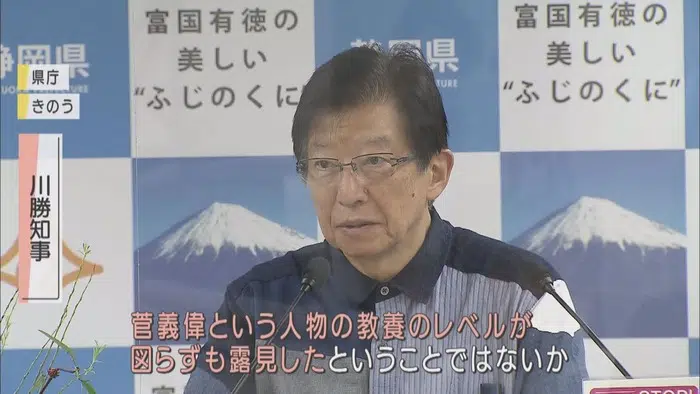 富国有徳の
美しい
“ふじのくに”
静岡県
富国有徳の
美しい
“ふじのくに”
静岡県
県庁
きのう
川勝知事
菅義偉という人物の教養のレベルが
図らずも露見したということではないか
富国